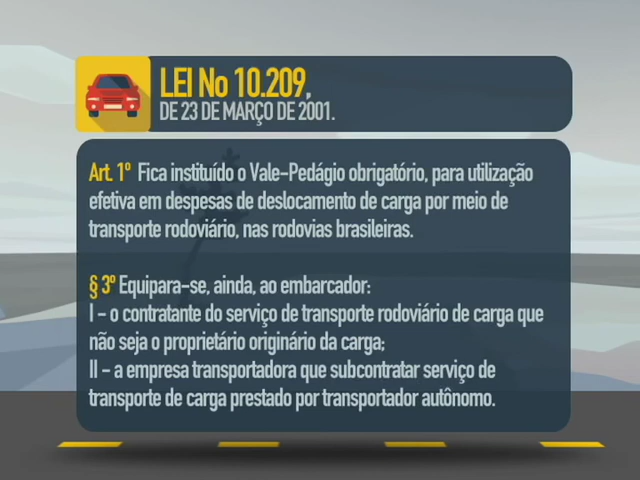 LEI No 10.209,
DE 23 DE MARÇO DE 2001.
Art. 1º Fica instituído o Vale-Pedágio obrigatório, para utilização
efetiva em despesas de deslocamento de carga por meio de
transporte rodoviário, nas rodovias brasileiras.
§ 3º Equipara-se, ainda, ao embarcador:
I - o contratante do serviço de transporte rodoviário de carga que
não seja o proprietário originário da carga;
II - a empresa transportadora que subcontratar serviço de
transporte de carga prestado por transportador autônomo.